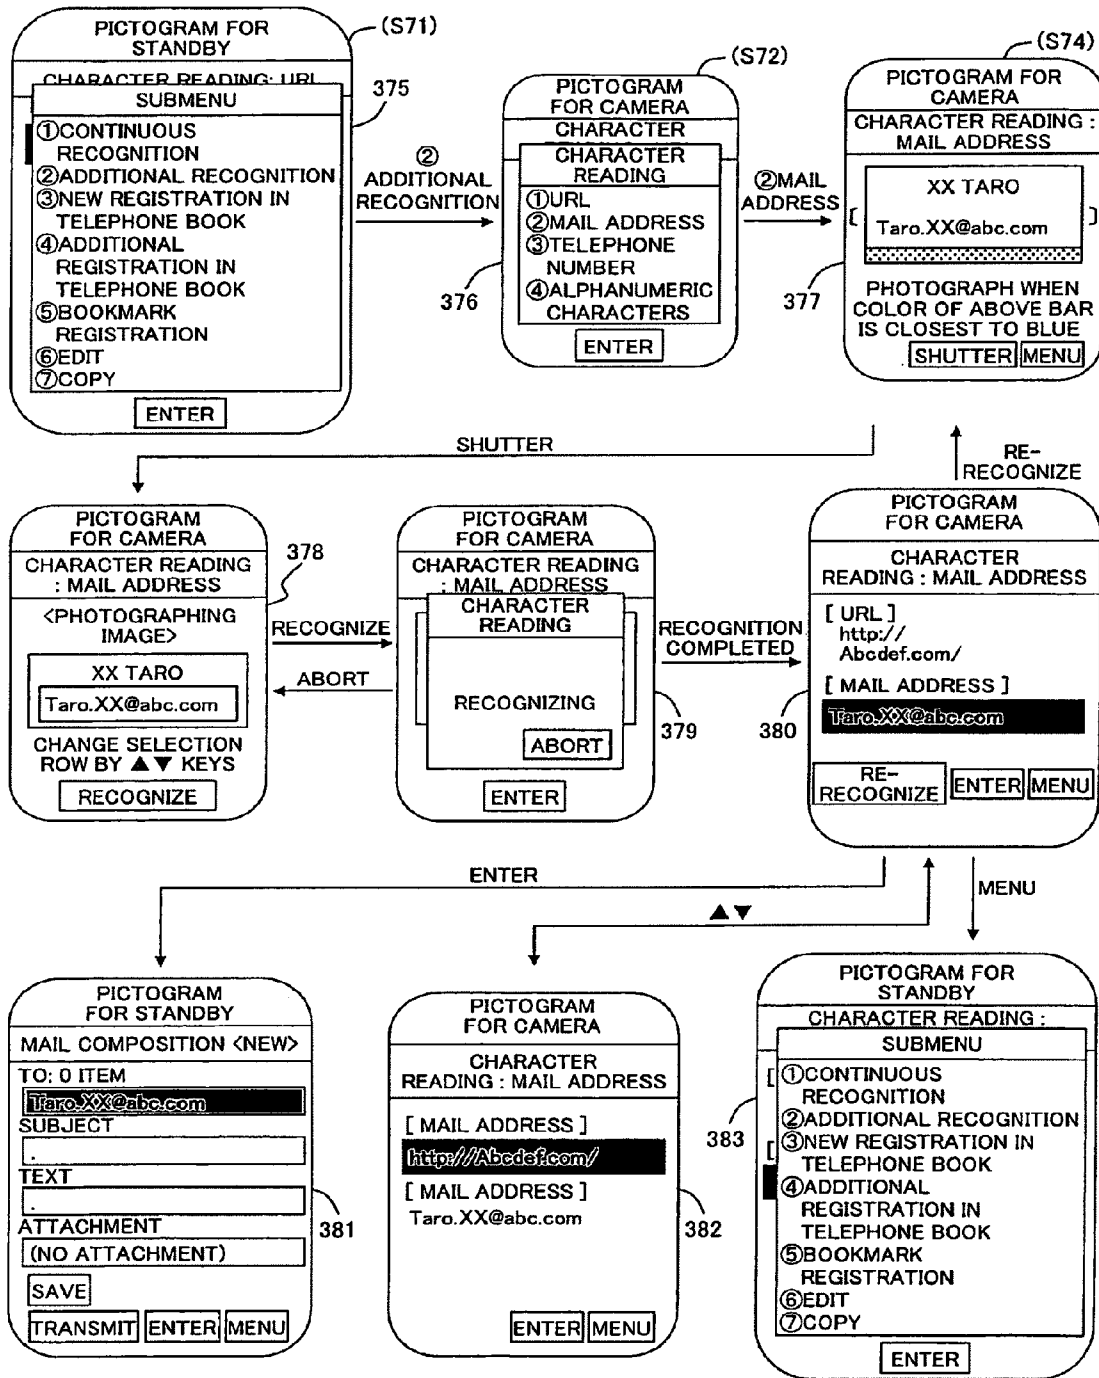 (S71)
PICTOGRAM FOR
STANDBY
CHARACTER READING: URL
375
SUBMENU
①CONTINUOUS
RECOGNITION
②ADDITIONAL RECOGNITION
③NEW REGISTRATION IN
TELEPHONE BOOK
④ADDITIONAL
REGISTRATION IN
TELEPHONE BOOK
⑤BOOKMARK
REGISTRATION
⑥EDIT
⑦COPY
ENTER
②
ADDITIONAL
RECOGNITION
(S72)
PICTOGRAM
FOR CAMERA
CHARACTER
CHARACTER
READING
①URL
②MAIL ADDRESS
③TELEPHONE
NUMBER
④ALPHANUMERIC
CHARACTERS
ENTER
376
②MAIL
ADDRESS
(S74)
PICTOGRAM FOR
CAMERA
CHARACTER READING :
MAIL ADDRESS
XX TARO
[ Taro.XX@abc.com ]
377
PHOTOGRAPH WHEN
COLOR OF ABOVE BAR
IS CLOSEST TO BLUE
SHUTTER MENU
SHUTTER
RE-
RECOGNIZE
PICTOGRAM
FOR CAMERA
CHARACTER READING
: MAIL ADDRESS
378
<PHOTOGRAPHING
IMAGE>
XX TARO
Taro.XX@abc.com
CHANGE SELECTION
ROW BY ▲▼ KEYS
RECOGNIZE
RECOGNIZE
ABORT
PICTOGRAM
FOR CAMERA
CHARACTER READING
: MAIL ADDRESS
CHARACTER
READING
RECOGNIZING
ABORT
ENTER
379
RECOGNITION
COMPLETED
PICTOGRAM
FOR CAMERA
CHARACTER
READING : MAIL ADDRESS
[ URL ]
http://
Abcdef.com/
[ MAIL ADDRESS ]
Taro.XX@abc.com
380
RE-
RECOGNIZE ENTER MENU
ENTER
▲▼
MENU
PICTOGRAM
FOR STANDBY
MAIL COMPOSITION <NEW>
TO: 0 ITEM
Taro.XX@abc.com
SUBJECT
.
TEXT
.
ATTACHMENT
(NO ATTACHMENT)
SAVE
TRANSMIT ENTER MENU
381
PICTOGRAM
FOR CAMERA
CHARACTER
READING : MAIL ADDRESS
[ MAIL ADDRESS ]
http://Abcdef.com/
[ MAIL ADDRESS ]
Taro.XX@abc.com
ENTER MENU
382
PICTOGRAM FOR
STANDBY
CHARACTER READING :
SUBMENU
[ ①CONTINUOUS
RECOGNITION
②ADDITIONAL RECOGNITION
[ ③NEW REGISTRATION IN
TELEPHONE BOOK
④ADDITIONAL
REGISTRATION IN
TELEPHONE BOOK
⑤BOOKMARK
REGISTRATION
⑥EDIT
⑦COPY
ENTER
383